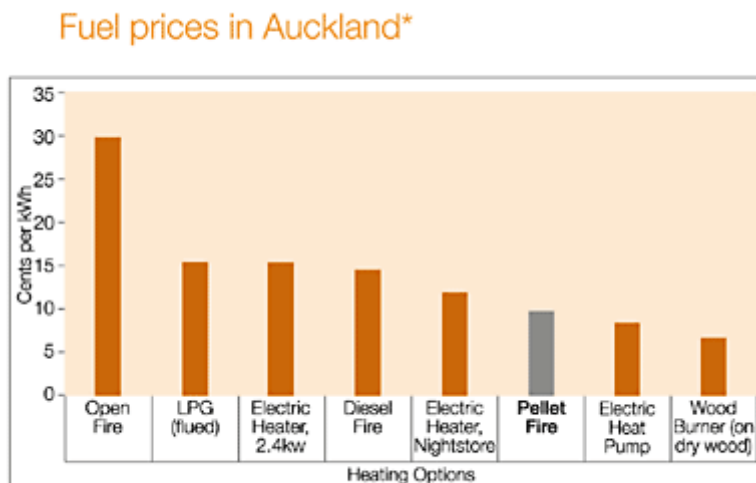 Fuel prices in Auckland*
Cents per kWh
35
30
25
20
15
10
5
0
Open
Fire
LPG
(flued)
Electric
Heater,
2.4kw
Diesel
Fire
Electric
Heater,
Nightstore
Pellet
Fire
Electric
Heat
Pump
Wood
Burner (on
dry wood)
Heating Options